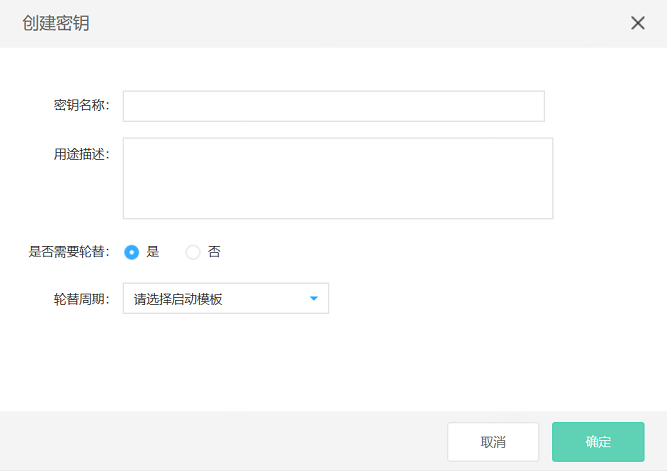 创建密钥
密钥名称：
用途描述：
是否需要轮替： 是 否
轮替周期： 请选择启动模板
取消 确定